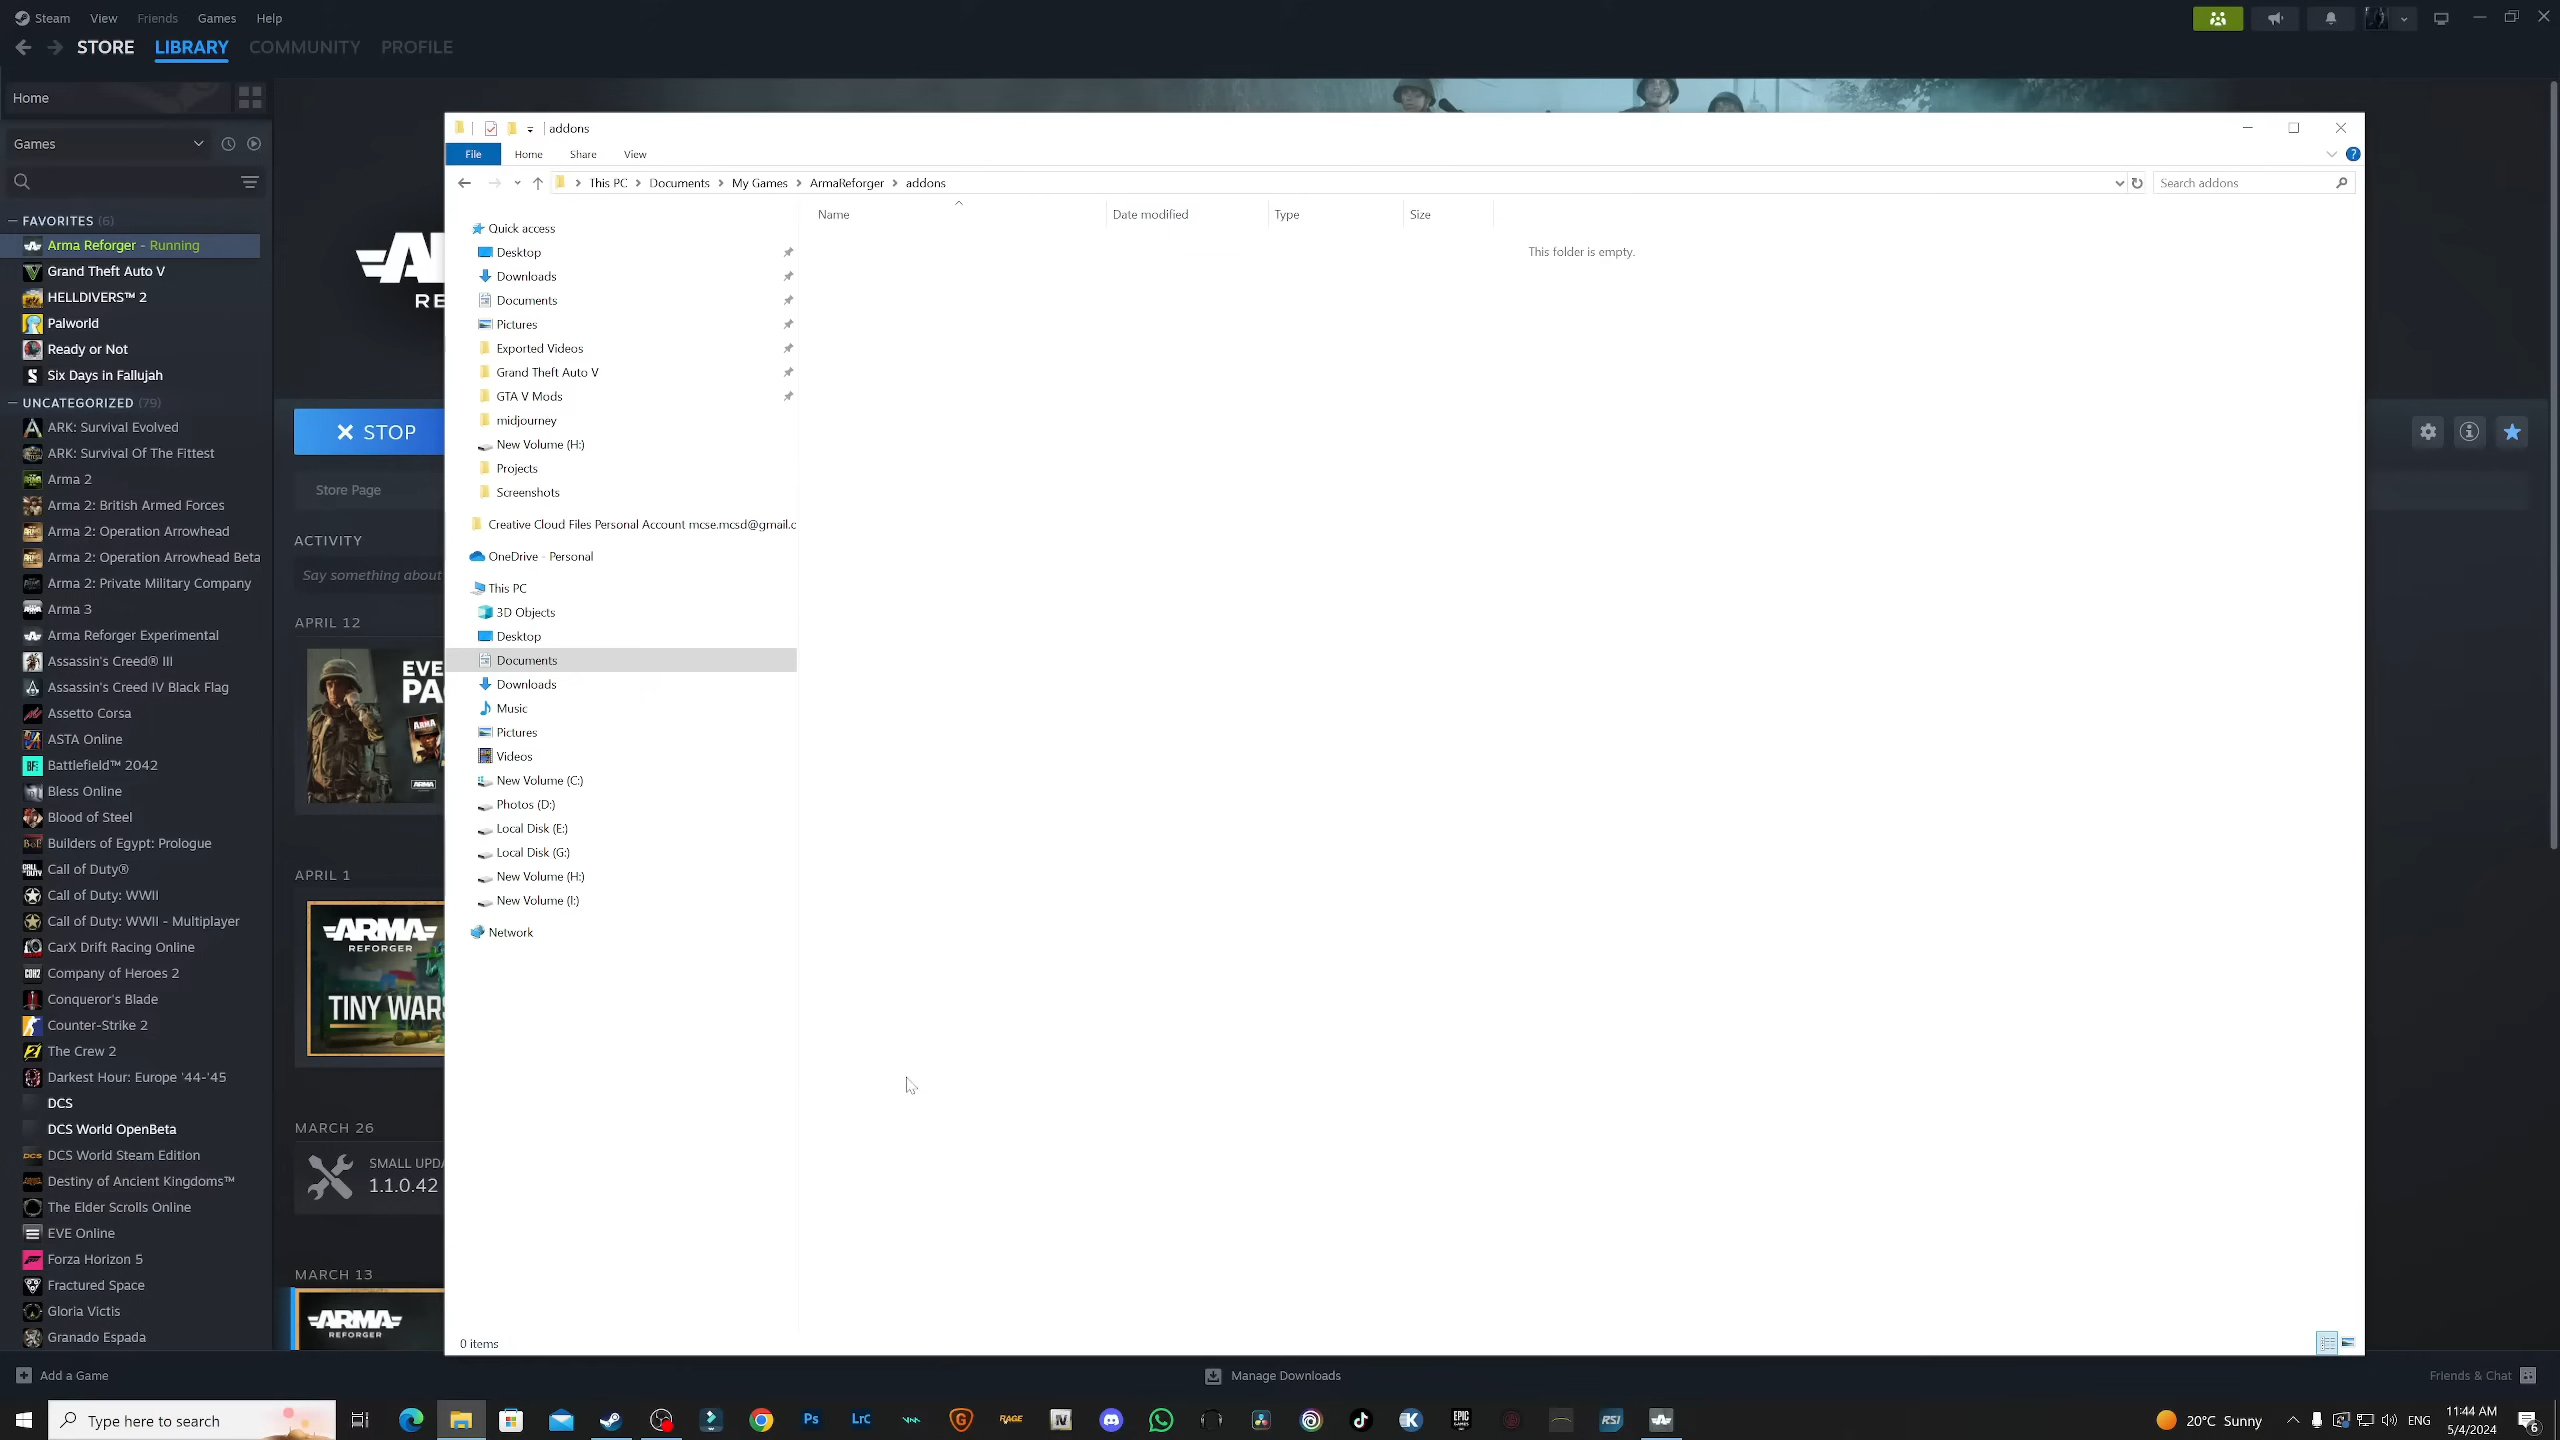 Steam View Friends Games Help
STORE LIBRARY COMMUNITY PROFILE
Home
Games
FAVORITES (6)
Arma Reforger - Running
Grand Theft Auto V
HELLDIVERS™ 2
Palworld
Ready or Not
Six Days in Fallujah
UNCATEGORIZED (79)
ARK: Survival Evolved
ARK: Survival Of The Fittest
Arma 2
Arma 2: British Armed Forces
Arma 2: Operation Arrowhead
Arma 2: Operation Arrowhead Beta
Arma 2: Private Military Company
Arma 3
Arma Reforger Experimental
Assassin's Creed® III
Assassin's Creed IV Black Flag
Assetto Corsa
ASTA Online
Battlefield™ 2042
Bless Online
Blood of Steel
Builders of Egypt: Prologue
Call of Duty®
Call of Duty: WWII
Call of Duty: WWII - Multiplayer
CarX Drift Racing Online
Company of Heroes 2
Conqueror's Blade
Counter-Strike 2
The Crew 2
Darkest Hour: Europe '44-'45
DCS
DCS World OpenBeta
DCS World Steam Edition
Destiny of Ancient Kingdoms™
The Elder Scrolls Online
EVE Online
Forza Horizon 5
Fractured Space
Gloria Victis
Granado Espada
Add a Game
STOP
Store Page
ACTIVITY
Say something about
APRIL 12
EVE
PA
APRIL 1
ARMA
REFORGER
TINY WARS
MARCH 26
SMALL UPDA
1.1.0.42
MARCH 13
ARMA
REFORGER
addons
File Home Share View
This PC Documents My Games ArmaReforger addons
Search addons
Name Date modified Type Size
This folder is empty.
Quick access
Desktop
Downloads
Documents
Pictures
Exported Videos
Grand Theft Auto V
GTA V Mods
midjourney
New Volume (H:)
Projects
Screenshots
Creative Cloud Files Personal Account mcse.mcsd@gmail.c
OneDrive - Personal
This PC
3D Objects
Desktop
Documents
Downloads
Music
Pictures
Videos
New Volume (C:)
Photos (D:)
Local Disk (E:)
Local Disk (G:)
New Volume (H:)
New Volume (I:)
Network
0 items
Manage Downloads
Friends & Chat
Type here to search
Ps
LrC
RAGE
EPIC GAMES
RSI
20°C Sunny
ENG
11:44 AM
5/4/2024
6